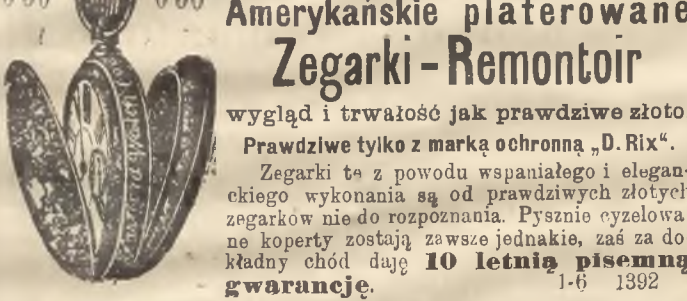 Amerykańskie platerowane
Zegarki - Remontoir
wygląd i trwałość jak prawdziwe złoto
Prawdziwe tylko z marką ochronną „D. Rix“.
Zegarki te z powodu wspaniałego i elegan-
ckiego wykonania są od prawdziwych złotych
zegarków nie do rozpoznania. Pysznie cyzelowa
ne koperty zostają zawsze jednakie, zaś za do
kładny chód daję 10 letnią pisemną
gwarancję. 1-6 1392